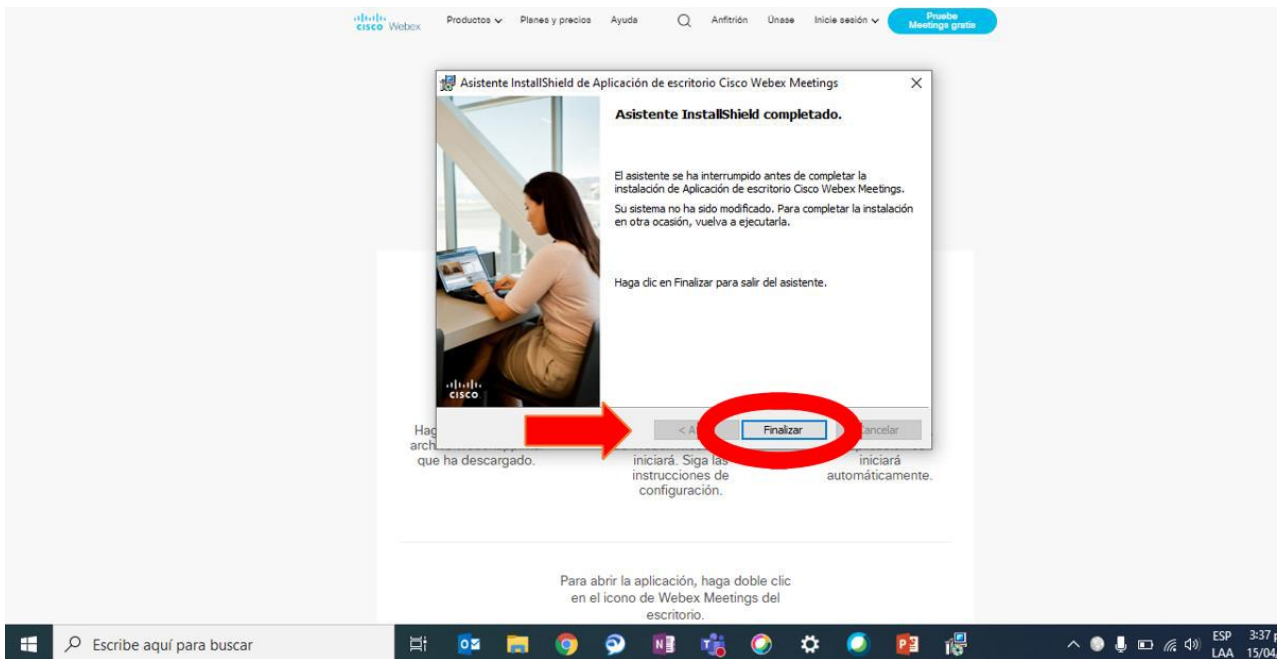 cisco Webex Productos Planes y precios Ayuda Anfitrión Únase Inicie sesión Pruebe
Meetings gratis
Asistente InstallShield de Aplicación de escritorio Cisco Webex Meetings
Asistente InstallShield completado.
El asistente se ha interrumpido antes de completar la
instalación de Aplicación de escritorio Cisco Webex Meetings.
Su sistema no ha sido modificado. Para completar la instalación
en otra ocasión, vuelva a ejecutarla.
Haga clic en Finalizar para salir del asistente.
cisco
Finalizar
que ha descargado.
iniciará. Siga las
instrucciones de
configuración.
iniciará
automáticamente.
Para abrir la aplicación, haga doble clic
en el icono de Webex Meetings del
escritorio.
Escribe aquí para buscar
ESP 3:37
LAA 15/04